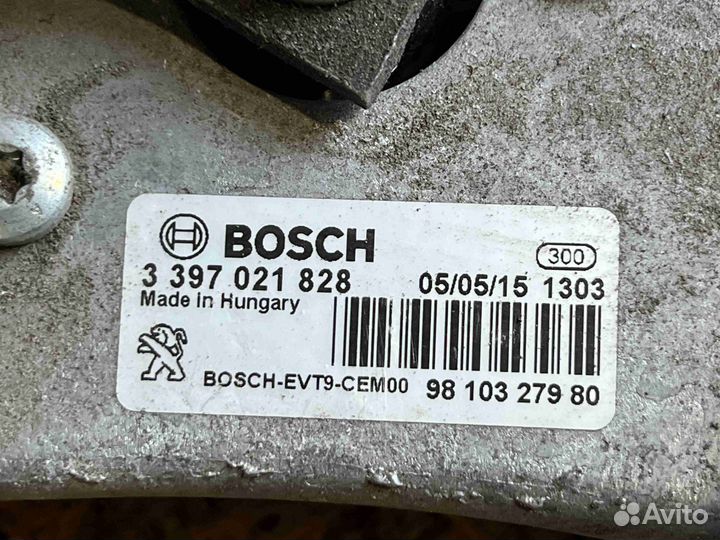 BOSCH
300
3 397 021 828 05/05/15 1303
Made in Hungary
BOSCH-EVT9-CEM00 98 103 279 80
Avito